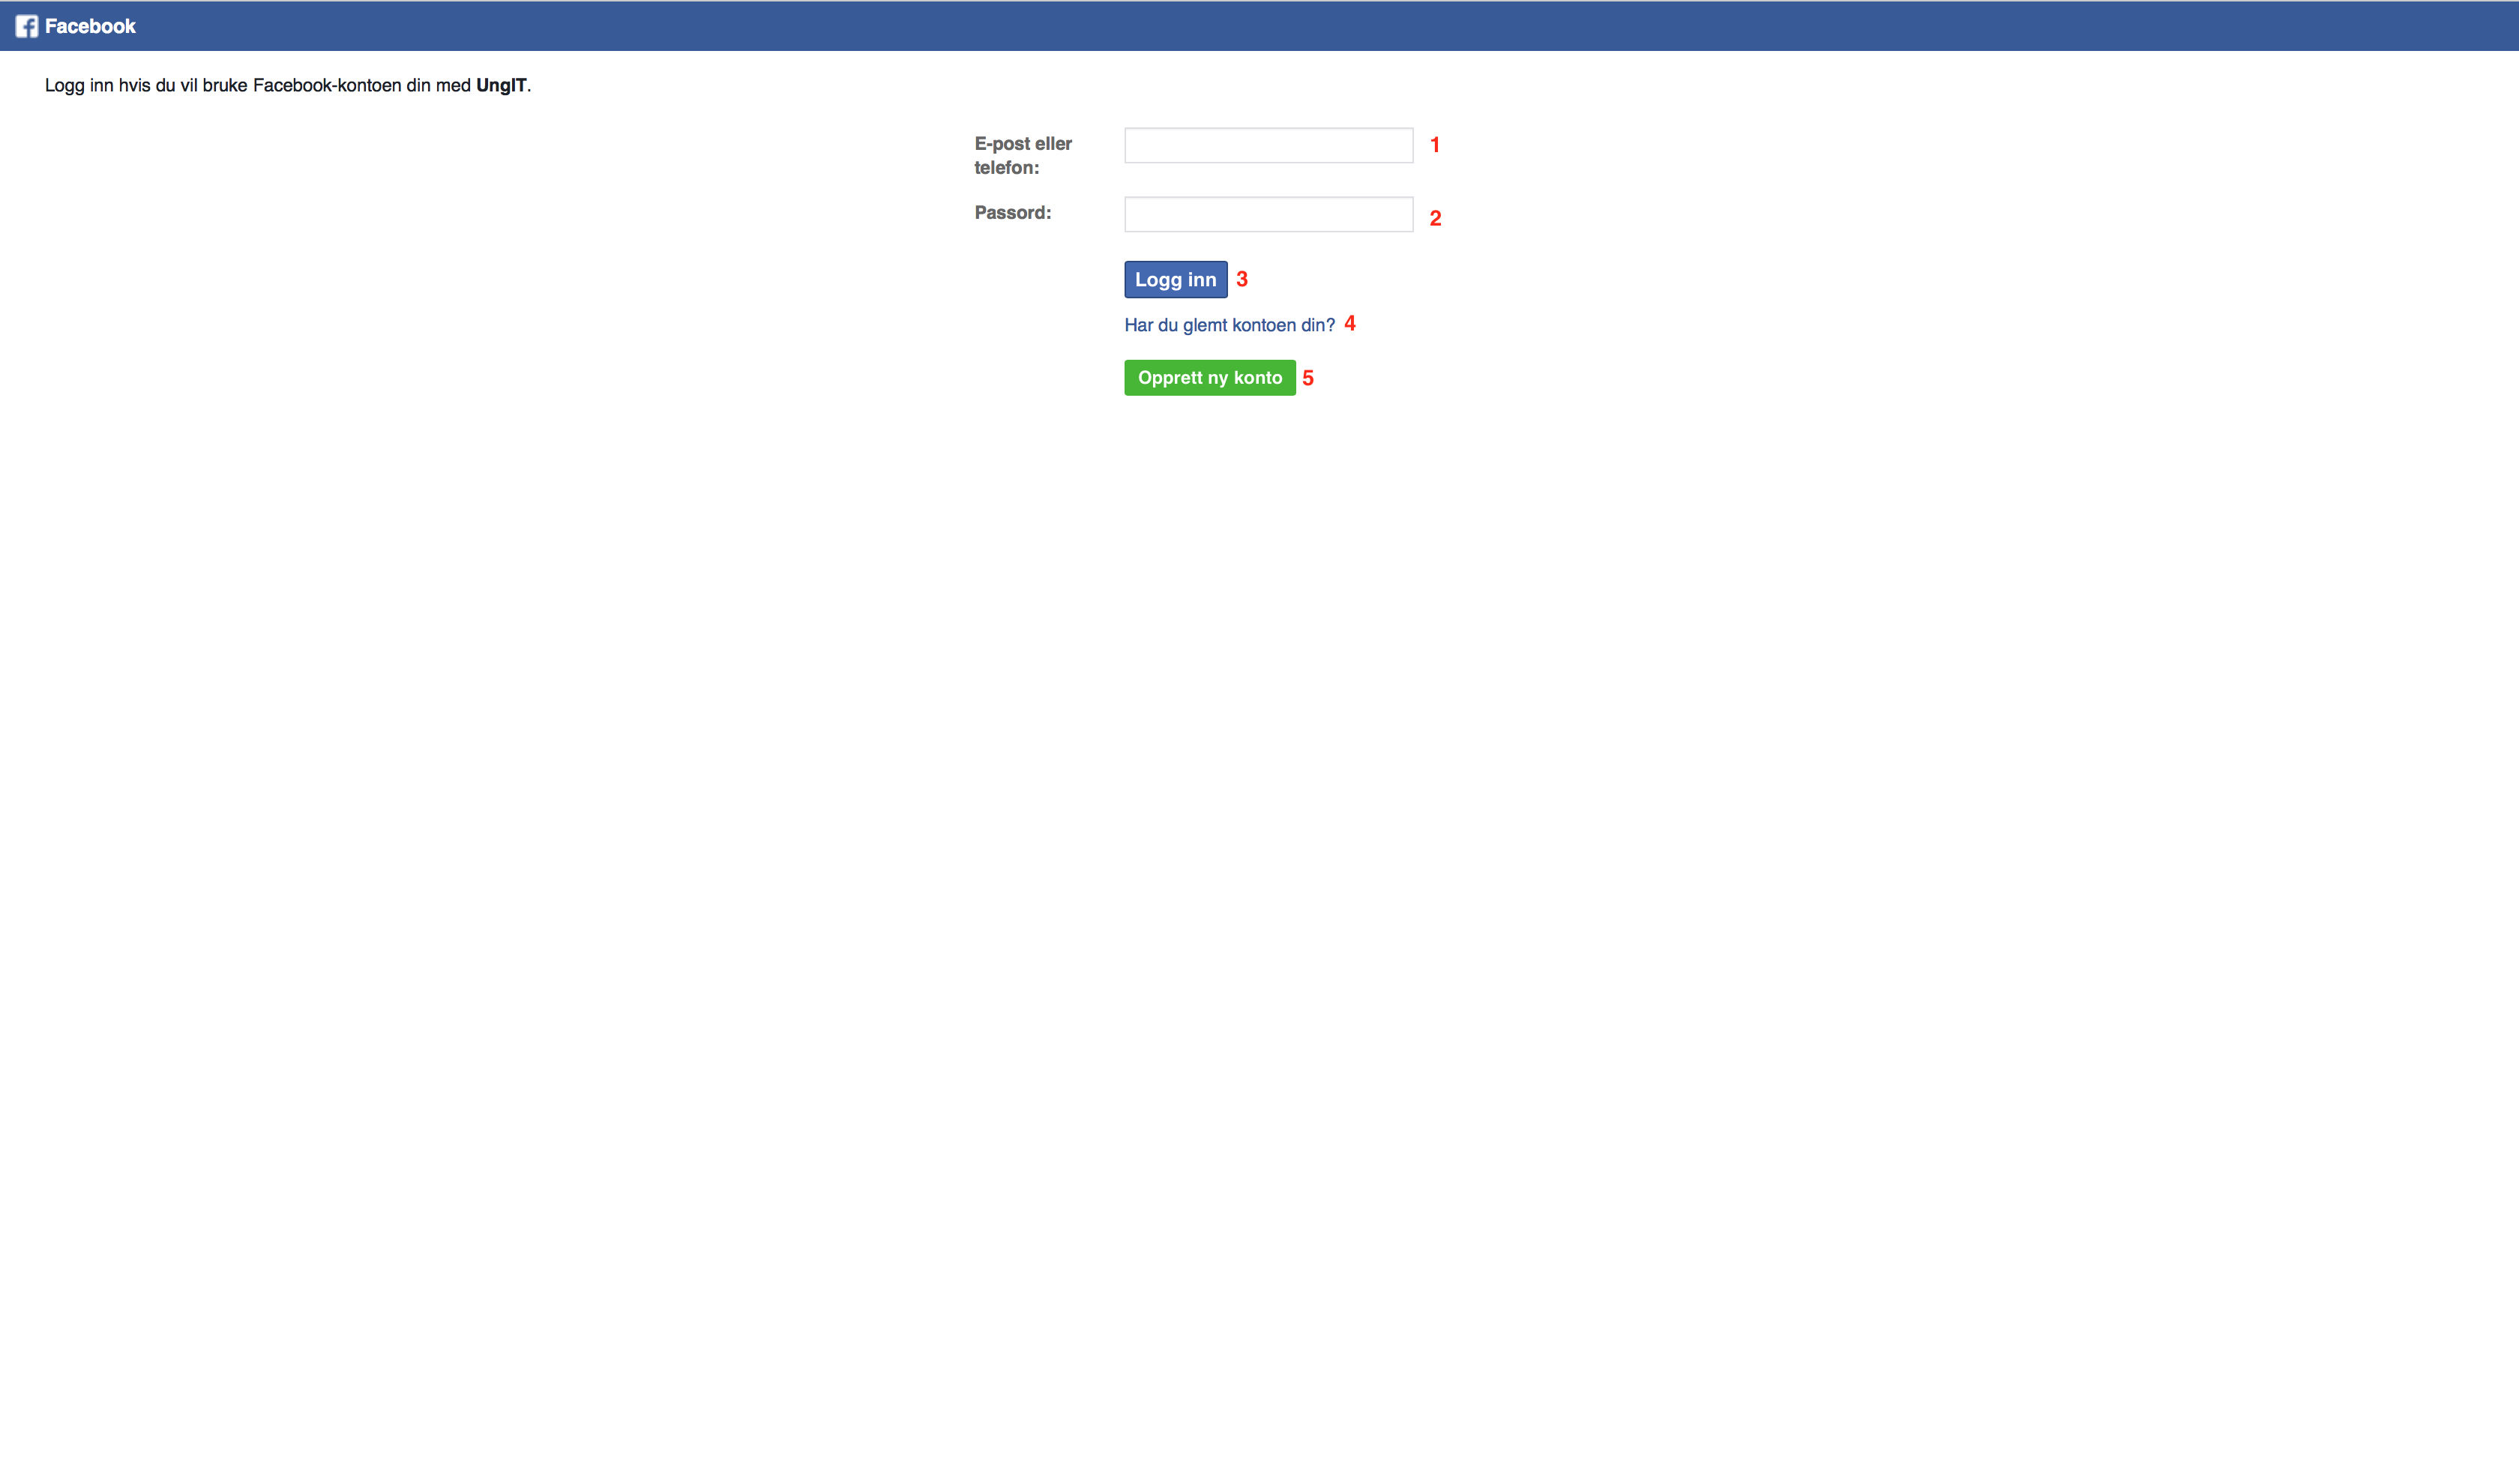 Facebook
Logg inn hvis du vil bruke Facebook-kontoen din med UngIT.
E-post eller
telefon:
1
Passord:
2
Logg inn 3
Har du glemt kontoen din? 4
Opprett ny konto 5